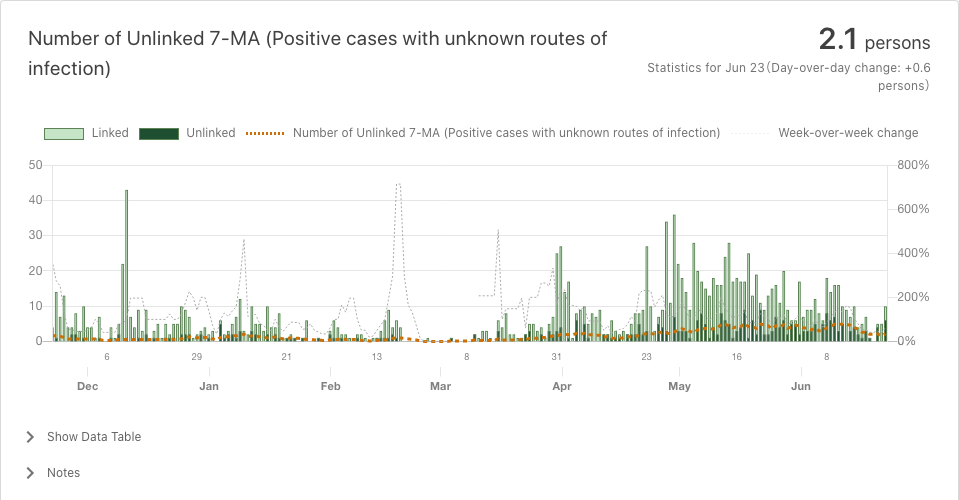 Number of Unlinked 7-MA (Positive cases with unknown routes of
infection)
2.1 persons
Statistics for Jun 23(Day-over-day change: +0.6
persons)
Linked Unlinked Number of Unlinked 7-MA (Positive cases with unknown routes of infection) Week-over-week change
50 800%
40 600%
30 400%
20 200%
10 0%
0
6 29 21 13 8 31 23 16 8
Dec Jan Feb Mar Apr May Jun
Show Data Table
Notes